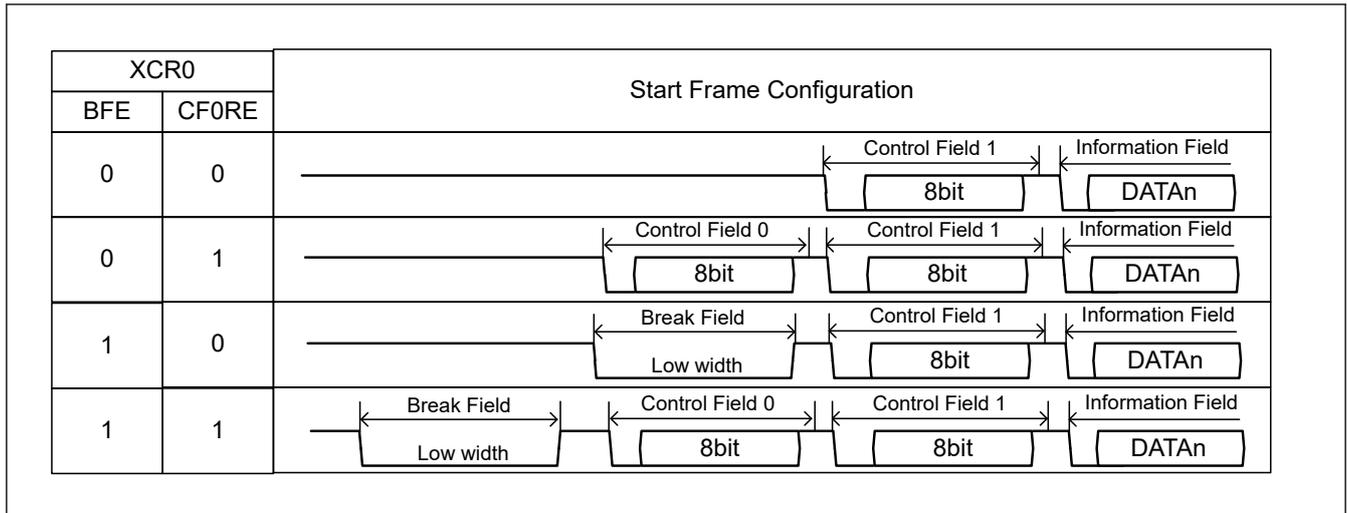 XCR0
Start Frame Configuration
BFE CF0RE
Control Field 1 Information Field
0 0
8bit DATAn
Control Field 0 Control Field 1 Information Field
0 1
8bit 8bit DATAn
Break Field Control Field 1 Information Field
1 0
Low width 8bit DATAn
Break Field Control Field 0 Control Field 1 Information Field
1 1
Low width 8bit 8bit DATAn